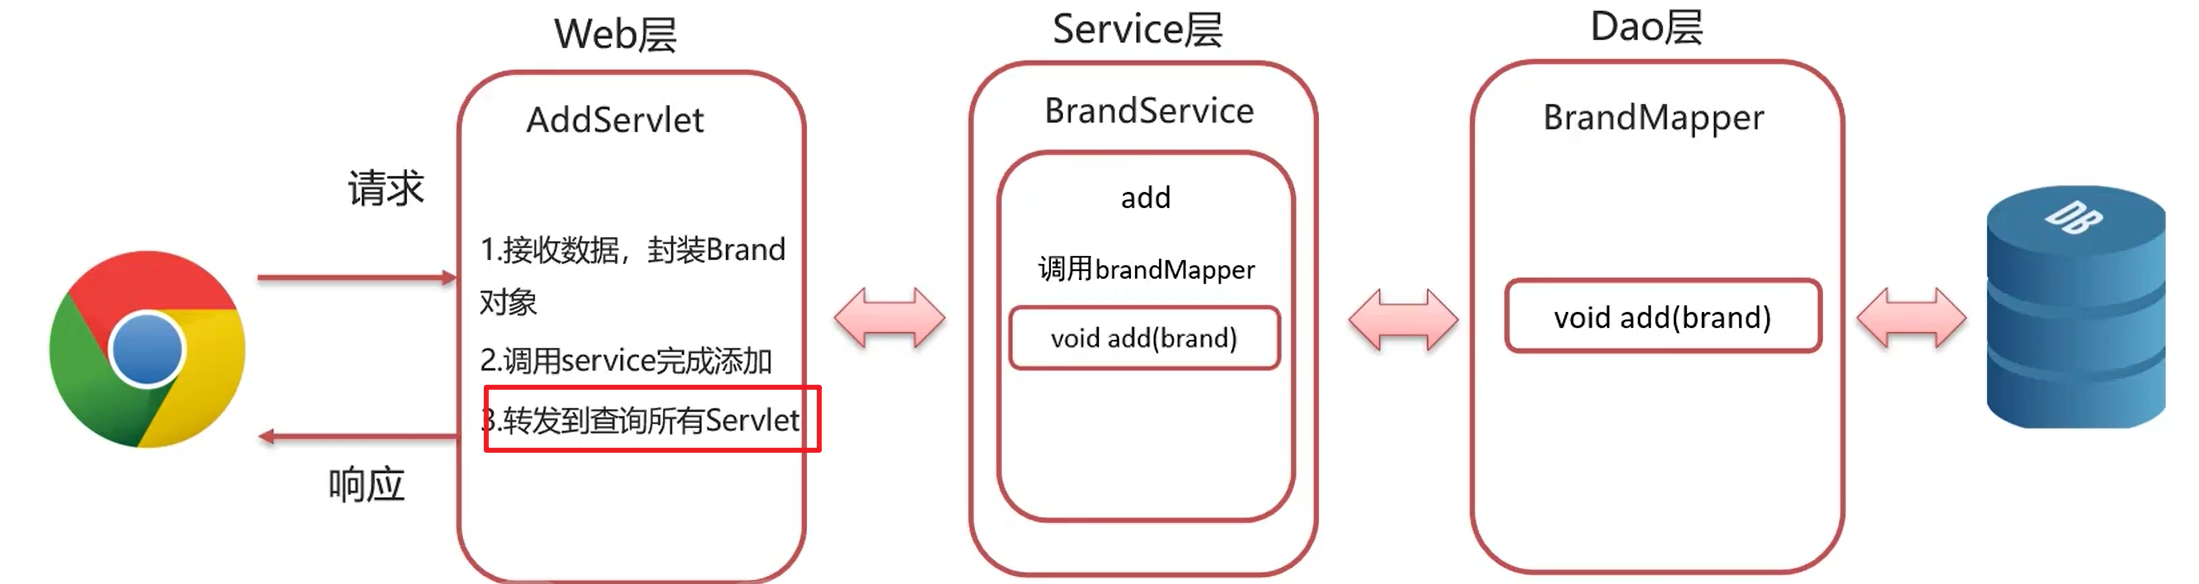 Web层
AddServlet
请求
1.接收数据，封装Brand
对象
2.调用service完成添加
3.转发到查询所有Servlet
响应
Service层
BrandService
add
调用brandMapper
void add(brand)
Dao层
BrandMapper
void add(brand)
DB